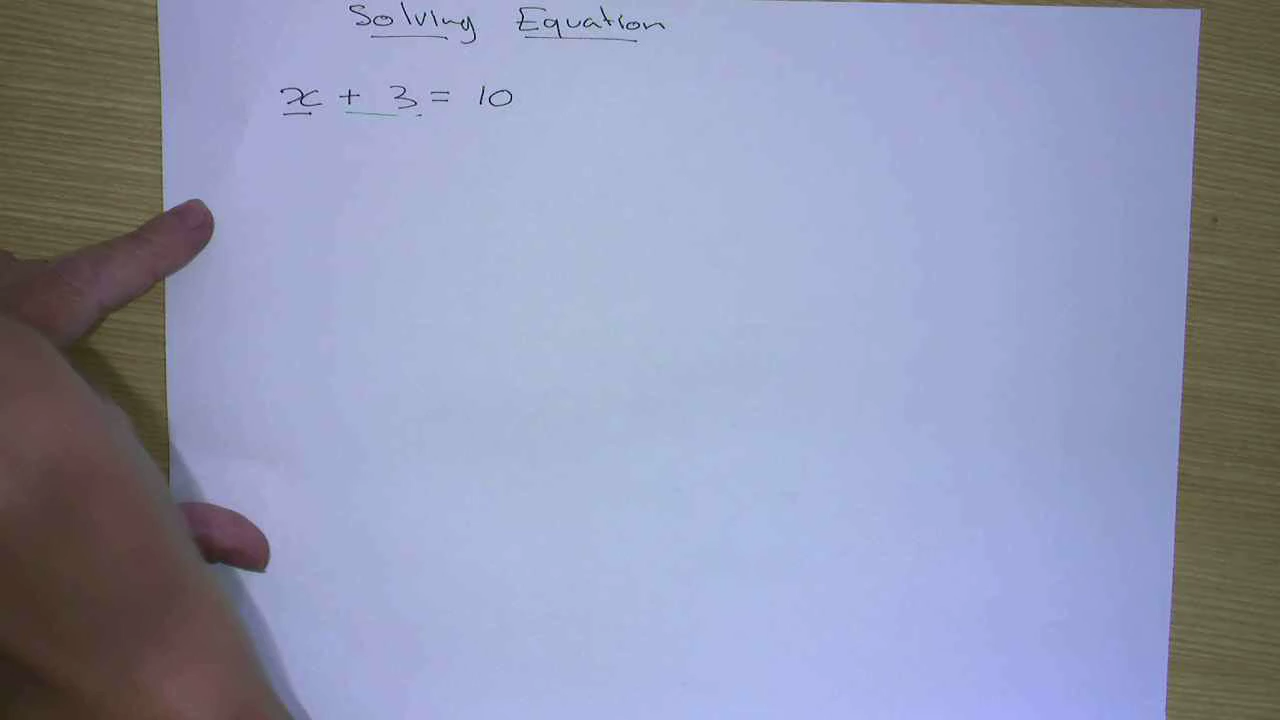 Solving Equation
x + 3 = 10